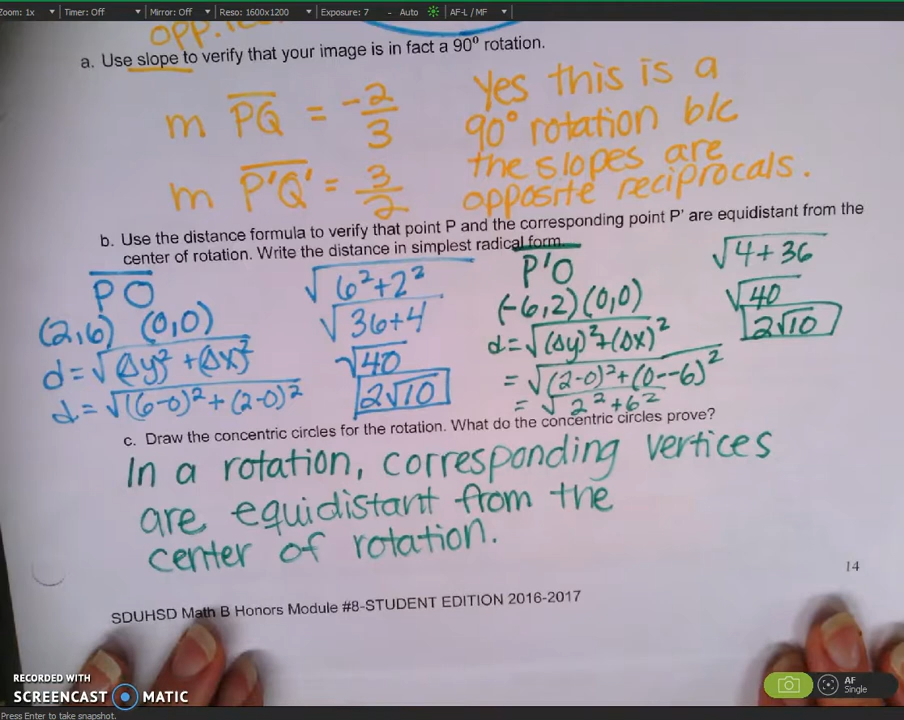 Zoom: 1x Timer: Off Mirror: Off Reso: 1600x1200 Exposure: 7 - Auto AF-L / MF
a. Use slope to verify that your image is in fact a 90° rotation.
m PQ = -2/3
m P'Q' = 3/2
Yes this is a
90° rotation b/c
the slopes are
opposite reciprocals.
b. Use the distance formula to verify that point P and the corresponding point P' are equidistant from the
center of rotation. Write the distance in simplest radical form.
PO
(2,6) (0,0)
d = √(Δy)² + (Δx)²
d = √(6-0)² + (2-0)²
√6²+2²
√36+4
√40
2√10
P'O
(-6,2) (0,0)
d = √(Δy)²+(Δx)²
= √(2-0)²+(0--6)²
= √2²+6²
√4+36
√40
2√10
c. Draw the concentric circles for the rotation. What do the concentric circles prove?
In a rotation, corresponding vertices
are equidistant from the
center of rotation.
14
SDUHSD Math B Honors Module #8-STUDENT EDITION 2016-2017
RECORDED WITH
SCREENCAST MATIC
AF
Single
Press Enter to take snapshot.